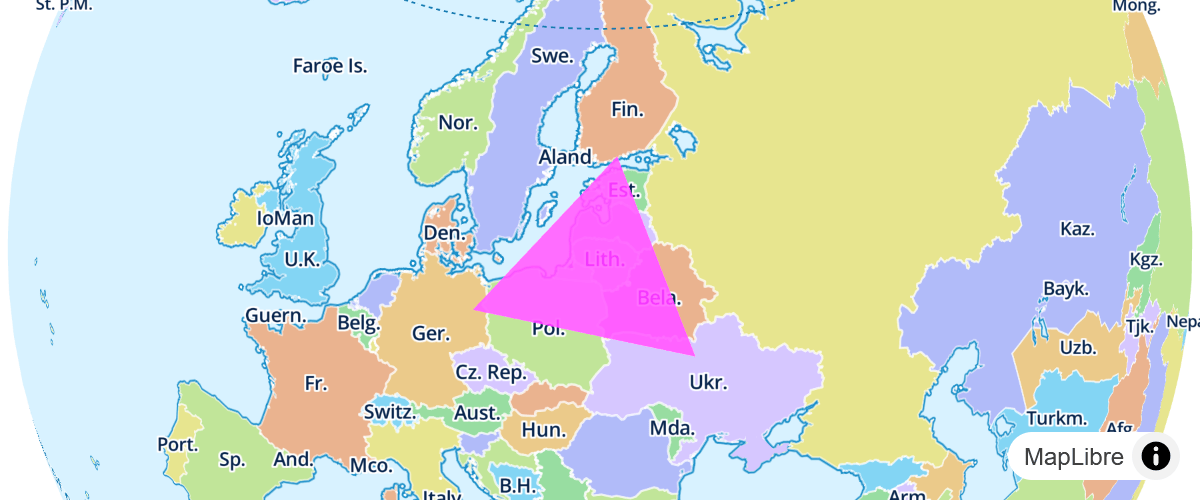 St. P.M.
Mong.
Faroe Is.
Swe.
Fin.
Nor.
Aland
Est.
IoMan
Den.
Kaz.
U.K.
Lith.
Kgz.
Bela.
Bayk.
Guern.
Belg.
Ger.
Pol.
Tjk.
Nepa
Uzb.
Cz. Rep.
Fr.
Ukr.
Switz.
Aust.
Hun.
Mda.
Turkm.
Afg.
Port.
Sp.
And.
Mco.
MapLibre
B.H.
Italy
Arm.